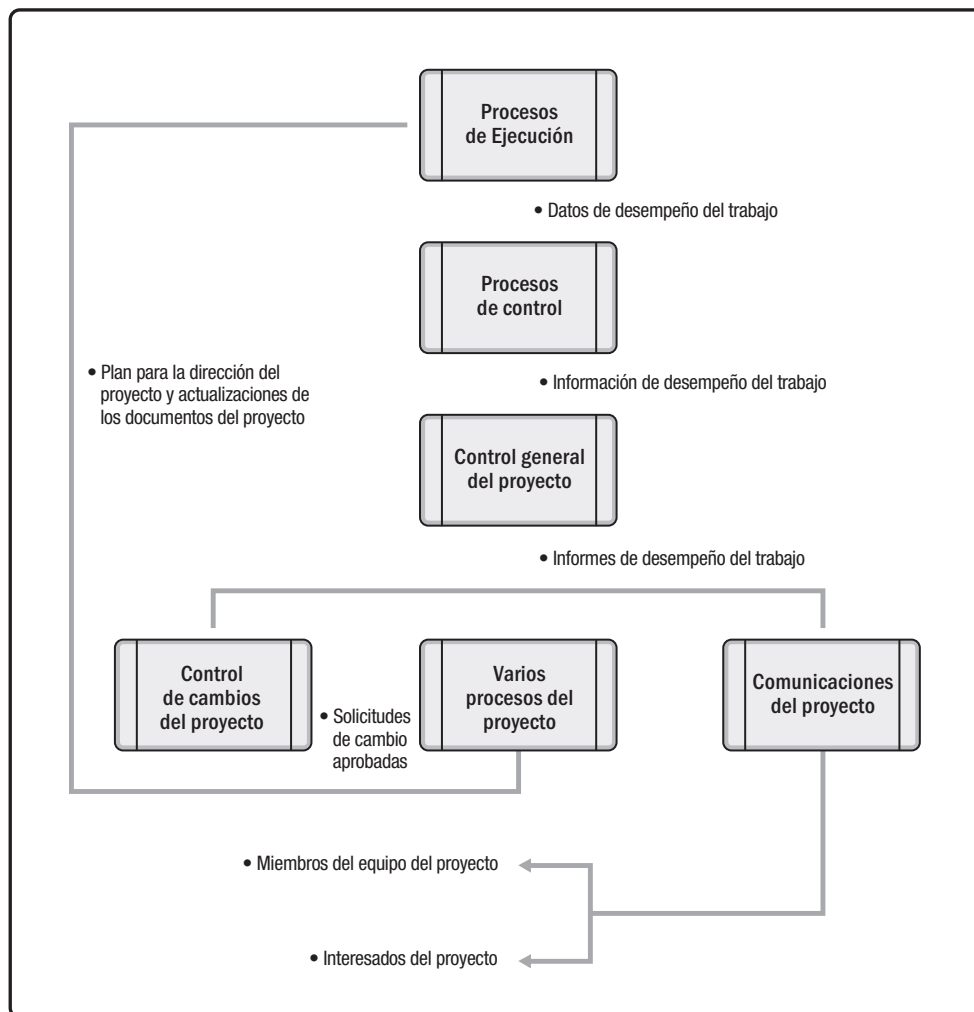 Procesos
de Ejecución
• Datos de desempeño del trabajo
Procesos
de control
• Plan para la dirección del
proyecto y actualizaciones de
los documentos del proyecto
• Información de desempeño del trabajo
Control general
del proyecto
• Informes de desempeño del trabajo
Control
de cambios
del proyecto
• Solicitudes
de cambio
aprobadas
Varios
procesos del
proyecto
Comunicaciones
del proyecto
• Miembros del equipo del proyecto
• Interesados del proyecto